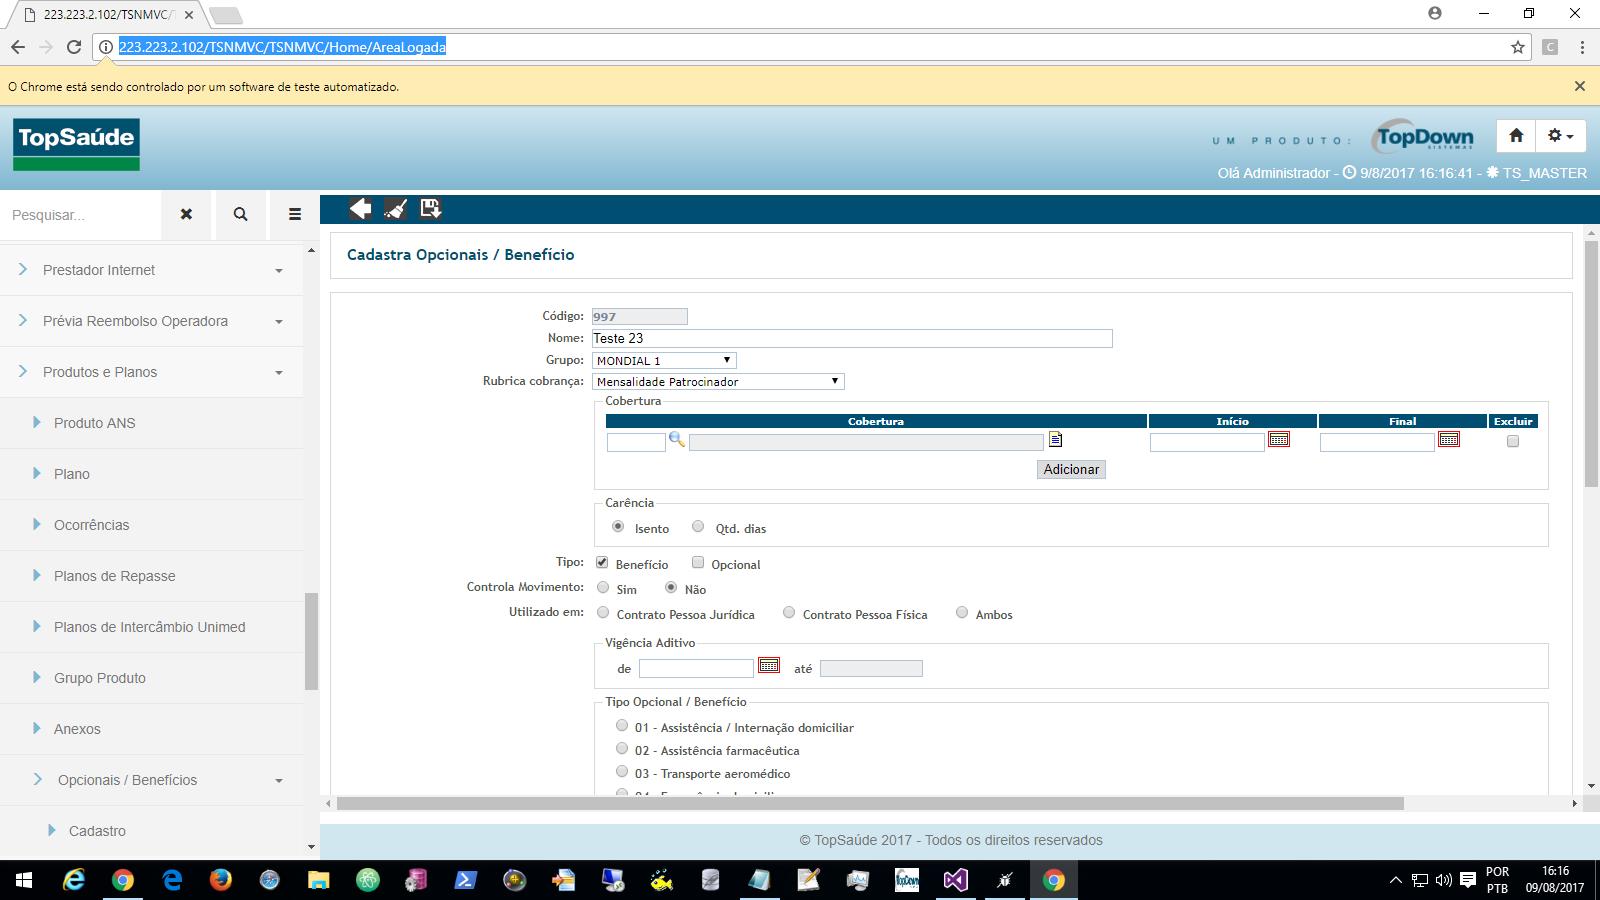 223.223.2.102/TSNMVC/T
223.223.2.102/TSNMVC/TSNMVC/Home/AreaLogada
C
O Chrome está sendo controlado por um software de teste automatizado.
TopSaúde
UM PRODUTO:
TopDown
SISTEMAS
Olá Administrador - 9/8/2017 16:16:41 - TS_MASTER
Pesquisar...
Prestador Internet
Prévia Reembolso Operadora
Produtos e Planos
Produto ANS
Plano
Ocorrências
Planos de Repasse
Planos de Intercâmbio Unimed
Grupo Produto
Anexos
Opcionais / Benefícios
Cadastro
Cadastra Opcionais / Benefício
Código: 997
Nome: Teste 23
Grupo: MONDIAL 1
Rubrica cobrança: Mensalidade Patrocinador
Cobertura
Cobertura Início Final Excluir
Adicionar
Carência
Isento Qtd. dias
Tipo: Benefício Opcional
Controla Movimento: Sim Não
Utilizado em: Contrato Pessoa Jurídica Contrato Pessoa Física Ambos
Vigência Aditivo
de até
Tipo Opcional / Benefício
01 - Assistência / Internação domiciliar
02 - Assistência farmacêutica
03 - Transporte aeromédico
© TopSaúde 2017 - Todos os direitos reservados
TopDown
POR
PTB
16:16
09/08/2017